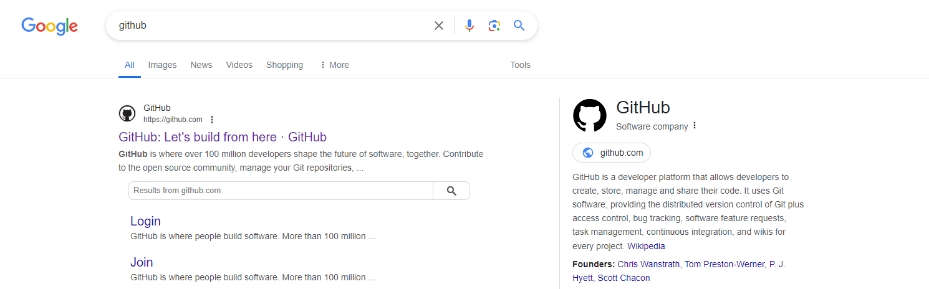 Google
github
All Images News Videos Shopping More Tools
GitHub
https://github.com
GitHub: Let's build from here · GitHub
GitHub is where over 100 million developers shape the future of software, together. Contribute
to the open source community, manage your Git repositories, ...
Results from github.com
Login
GitHub is where people build software. More than 100 million ...
Join
GitHub is where people build software. More than 100 million ...
GitHub
Software company
github.com
GitHub is a developer platform that allows developers to
create, store, manage and share their code. It uses Git
software, providing the distributed version control of Git plus
access control, bug tracking, software feature requests,
task management, continuous integration, and wikis for
every project. Wikipedia
Founders: Chris Wanstrath, Tom Preston-Werner, P. J.
Hyett, Scott Chacon